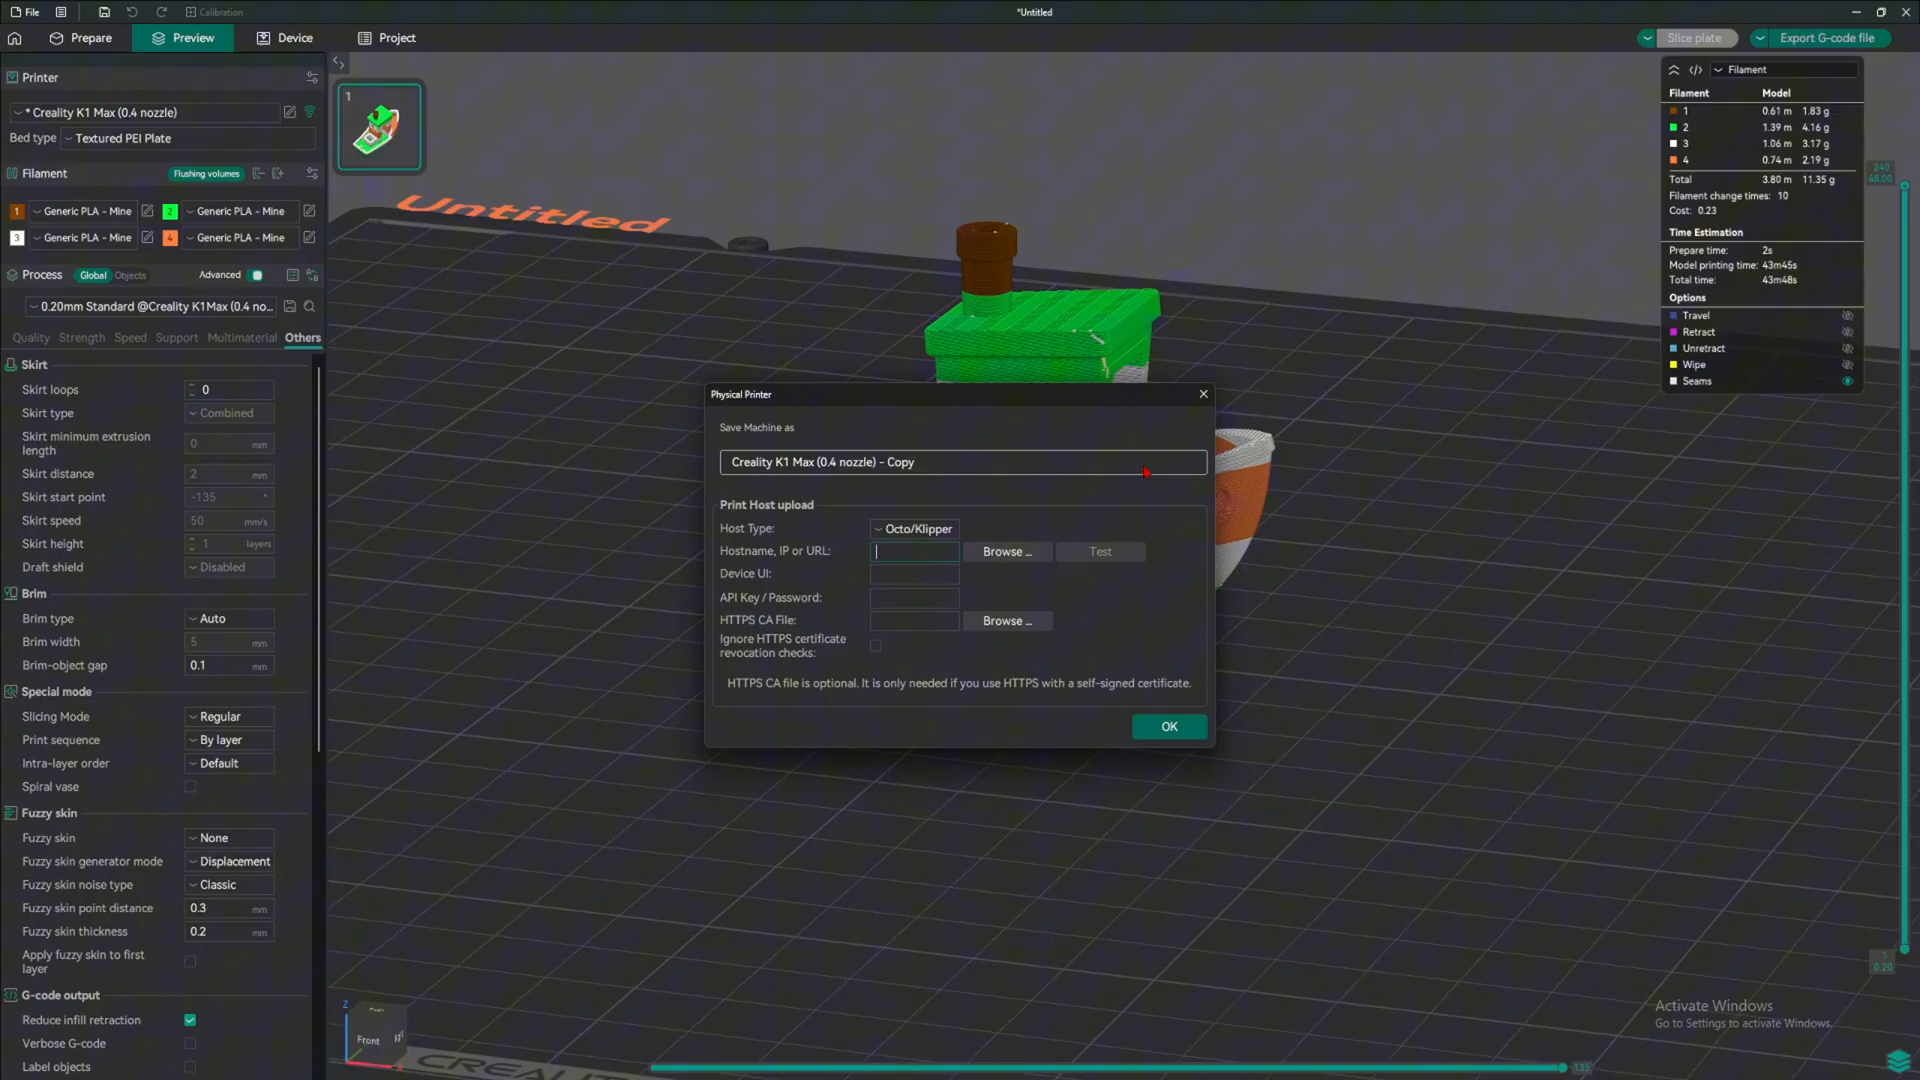 File
Calibration
*Untitled
Prepare
Preview
Device
Project
Slice plate
Export G-code file
Printer
* Creality K1 Max (0.4 nozzle)
Bed type
Textured PEI Plate
Filament
Flushing volumes
1 Generic PLA - Mine
2 Generic PLA - Mine
3 Generic PLA - Mine
4 Generic PLA - Mine
Process
Global
Objects
Advanced
0.20mm Standard @Creality K1Max (0.4 no...
Quality
Strength
Speed
Support
Multimaterial
Others
Skirt
Skirt loops 0
Skirt type Combined
Skirt minimum extrusion length 0 mm
Skirt distance 2 mm
Skirt start point -135 °
Skirt speed 50 mm/s
Skirt height 1 layers
Draft shield Disabled
Brim
Brim type Auto
Brim width 5 mm
Brim-object gap 0.1 mm
Special mode
Slicing Mode Regular
Print sequence By layer
Intra-layer order Default
Spiral vase
Fuzzy skin
Fuzzy skin None
Fuzzy skin generator mode Displacement
Fuzzy skin noise type Classic
Fuzzy skin point distance 0.3 mm
Fuzzy skin thickness 0.2 mm
Apply fuzzy skin to first layer
G-code output
Reduce infill retraction
Verbose G-code
Label objects
1
Untitled
Physical Printer
Save Machine as
Creality K1 Max (0.4 nozzle) - Copy
Print Host upload
Host Type: Octo/Klipper
Hostname, IP or URL: Browse ... Test
Device UI:
API Key / Password:
HTTPS CA File: Browse ...
Ignore HTTPS certificate
revocation checks:
HTTPS CA file is optional. It is only needed if you use HTTPS with a self-signed certificate.
OK
Filament
Filament Model
1 0.61 m 1.83 g
2 1.39 m 4.16 g
3 1.06 m 3.17 g
4 0.74 m 2.19 g
Total 3.80 m 11.35 g
Filament change times: 10
Cost: 0.23
Time Estimation
Prepare time: 2s
Model printing time: 43m45s
Total time: 43m48s
Options
Travel
Retract
Unretract
Wipe
Seams
240
48.00
1
0.20
Z
Front
CREALIT
135
Activate Windows
Go to Settings to activate Windows.